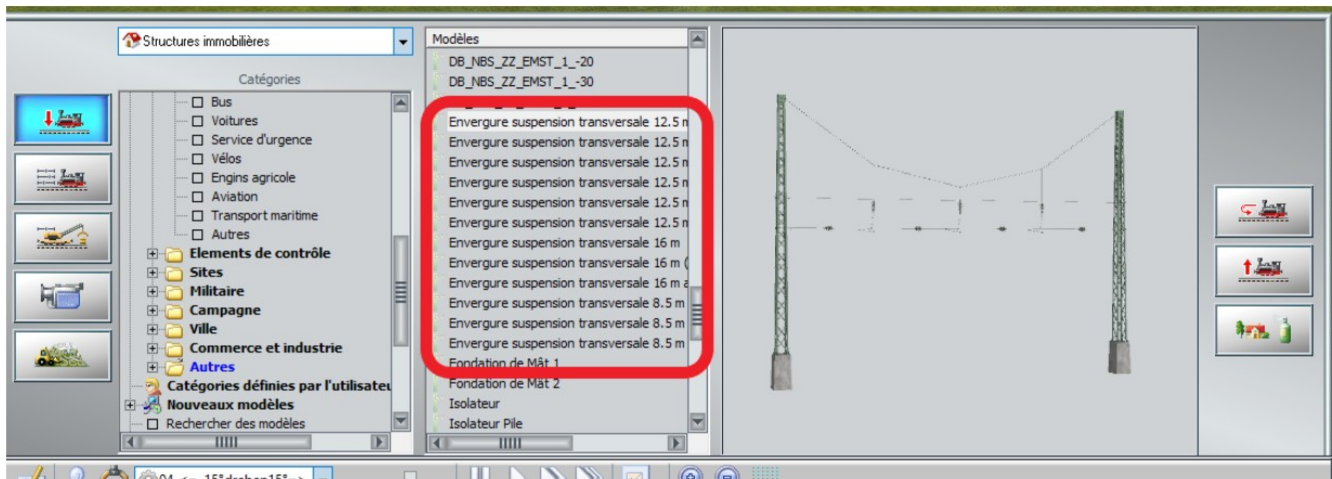 Structures immobilières
Catégories
Bus
Voitures
Service d'urgence
Vélos
Engins agricole
Aviation
Transport maritime
Autres
Elements de contrôle
Sites
Militaire
Campagne
Ville
Commerce et industrie
Autres
Catégories définies par l'utilisateu
Nouveaux modèles
Rechercher des modèles
Modèles
DB_NBS_ZZ_EMST_1_-20
DB_NBS_ZZ_EMST_1_-30
Envergure suspension transversale 12.5 m
Envergure suspension transversale 12.5 m
Envergure suspension transversale 12.5 m
Envergure suspension transversale 12.5 m
Envergure suspension transversale 12.5 m
Envergure suspension transversale 12.5 m
Envergure suspension transversale 16 m
Envergure suspension transversale 16 m (
Envergure suspension transversale 16 m a
Envergure suspension transversale 8.5 m
Envergure suspension transversale 8.5 m
Envergure suspension transversale 8.5 m
Fondation de Mât 1
Fondation de Mât 2
Isolateur
Isolateur Pile